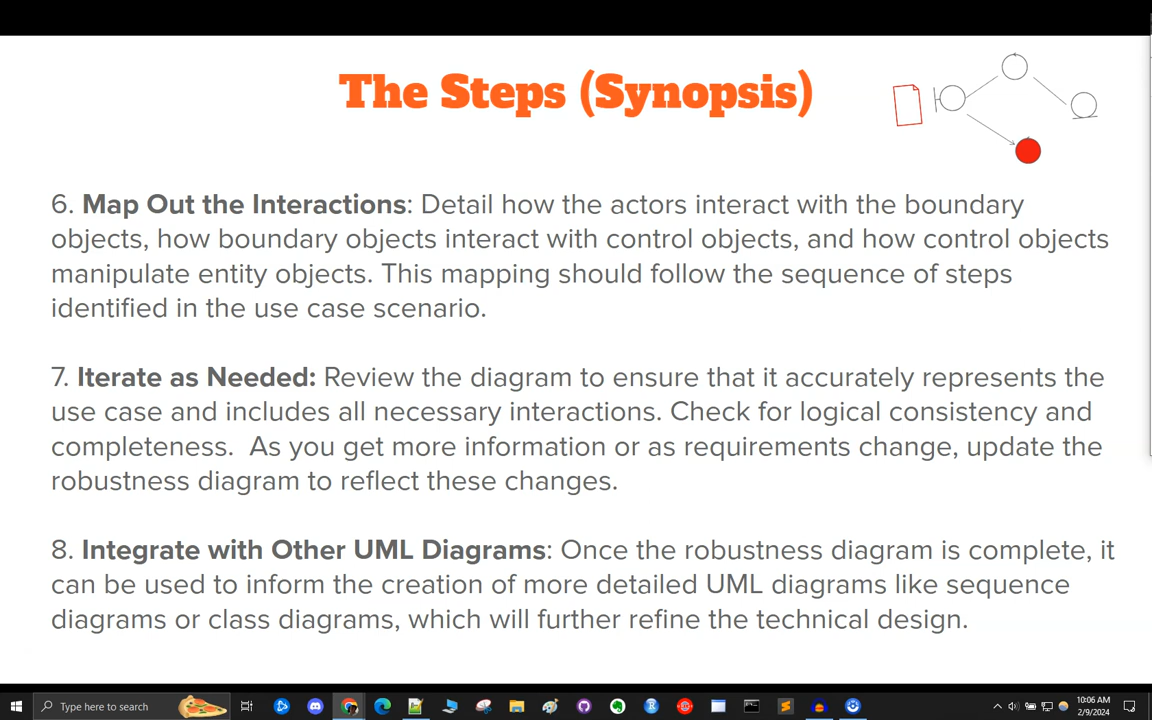 The Steps (Synopsis)
6. Map Out the Interactions: Detail how the actors interact with the boundary
objects, how boundary objects interact with control objects, and how control objects
manipulate entity objects. This mapping should follow the sequence of steps
identified in the use case scenario.
7. Iterate as Needed: Review the diagram to ensure that it accurately represents the
use case and includes all necessary interactions. Check for logical consistency and
completeness.  As you get more information or as requirements change, update the
robustness diagram to reflect these changes.
8. Integrate with Other UML Diagrams: Once the robustness diagram is complete, it
can be used to inform the creation of more detailed UML diagrams like sequence
diagrams or class diagrams, which will further refine the technical design.
Type here to search
10:06 AM
2/9/2024